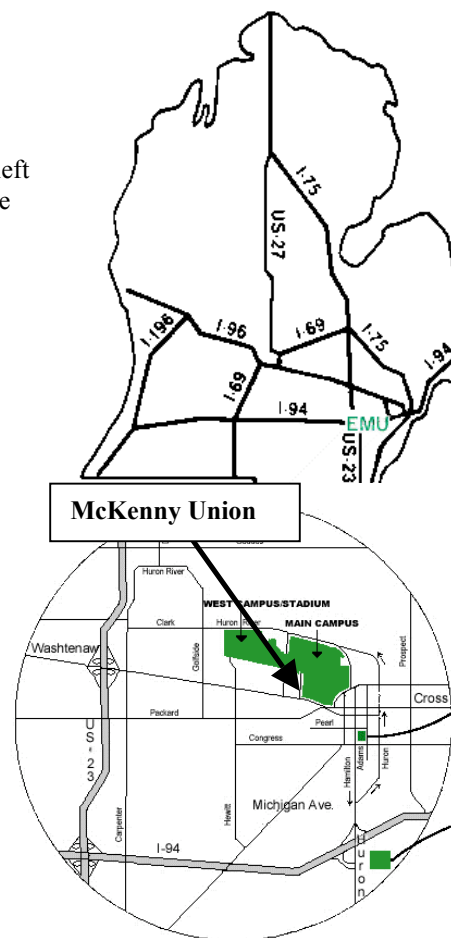 left
e
I-75
US-27
I-196
I-96
I-69
I-75
I-94
I-69
I-94
EMU
US-23
McKenny Union
Huron River
WEST CAMPUS/STADIUM
Clark
Huron River
MAIN CAMPUS
Washtenaw
Golfside
Prospect
Cross
Packard
Pearl
US-23
Congress
Hamilton
Adams
Huron
Michigan Ave.
Carpenter
Hewitt
I-94
Huron